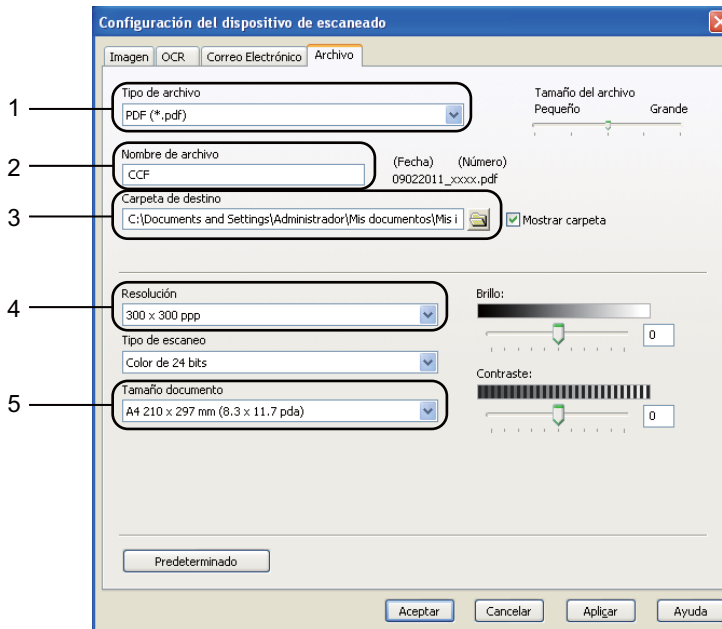 Configuración del dispositivo de escaneado
Imagen OCR Correo Electrónico Archivo
1
Tipo de archivo
PDF (*.pdf)
Tamaño del archivo
Pequeño Grande
2
Nombre de archivo
CCF
(Fecha) (Número)
09022011_xxxx.pdf
3
Carpeta de destino
C:\Documents and Settings\Administrador\Mis documentos\Mis i
Mostrar carpeta
4
Resolución
300 x 300 ppp
Brillo:
0
Tipo de escaneo
Color de 24 bits
Contraste:
0
5
Tamaño documento
A4 210 x 297 mm (8.3 x 11.7 pda)
Predeterminado
Aceptar Cancelar Aplicar Ayuda